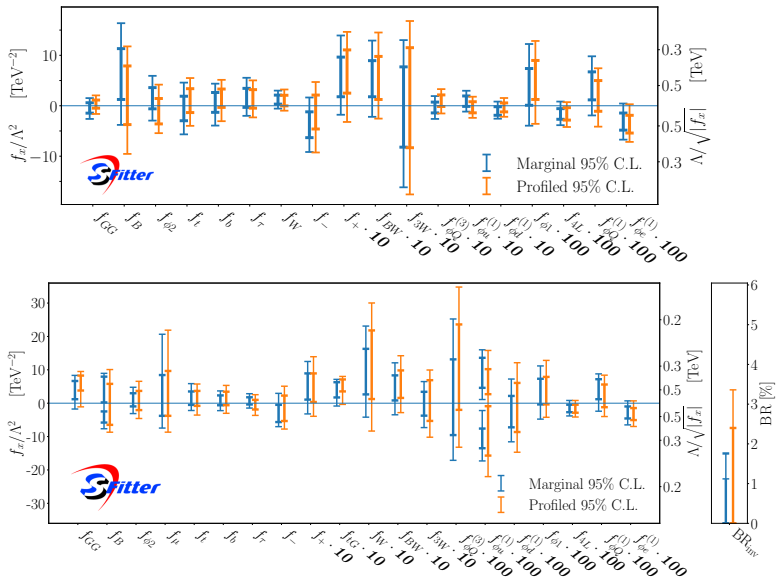 10
0
−10
f_x/Λ² [TeV⁻²]
0.3
0.5
0.5
0.3
Λ/√|f_x| [TeV]
Marginal 95% C.L.
Profiled 95% C.L.
SFitter
f_GG f_B f_ϕ2 f_t f_b f_τ f_W f_− f_+ · 10 f_BW · 10 f_3W · 10 f_ϕQ^(3) · 10 f_ϕu^(1) · 10 f_ϕd^(1) · 10 f_ϕ1 · 100 f_4L · 100 f_ϕQ^(1) · 100 f_ϕe^(1) · 100
30
20
10
0
-10
-20
-30
f_x/Λ² [TeV⁻²]
0.2
0.3
0.5
0.5
0.3
0.2
Λ/√|f_x| [TeV]
Marginal 95% C.L.
Profiled 95% C.L.
SFitter
f_GG f_B f_ϕ2 f_μ f_t f_b f_τ f_− f_+ · 10 f_tG f_W · 10 f_BW · 10 f_3W · 10 f_ϕQ^(3) · 100 f_ϕu^(1) · 100 f_ϕd^(1) · 100 f_ϕ1 · 100 f_4L · 100 f_ϕQ^(1) · 100 f_ϕe^(1) · 100
6
5
4
3
2
1
0
BR [%]
BR_inv